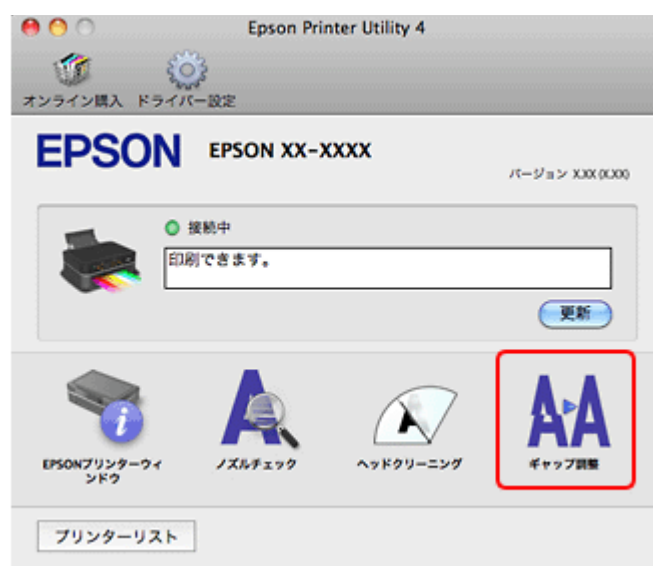 Epson Printer Utility 4
オンライン購入 ドライバー設定
EPSON EPSON XX-XXXX
バージョン X.XX (X.XX)
接続中
印刷できます。
更新
EPSONプリンターウィ
ンドウ
ノズルチェック
ヘッドクリーニング
ギャップ調整
プリンターリスト